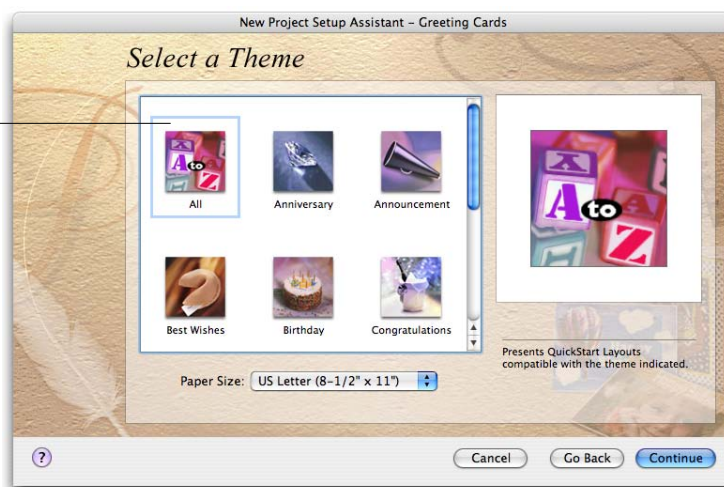 New Project Setup Assistant – Greeting Cards
Select a Theme
A to Z
All
Anniversary
Announcement
Best Wishes
Birthday
Congratulations
A to Z
Presents QuickStart Layouts
compatible with the theme indicated.
Paper Size: US Letter (8-1/2" x 11")
?
Cancel
Go Back
Continue